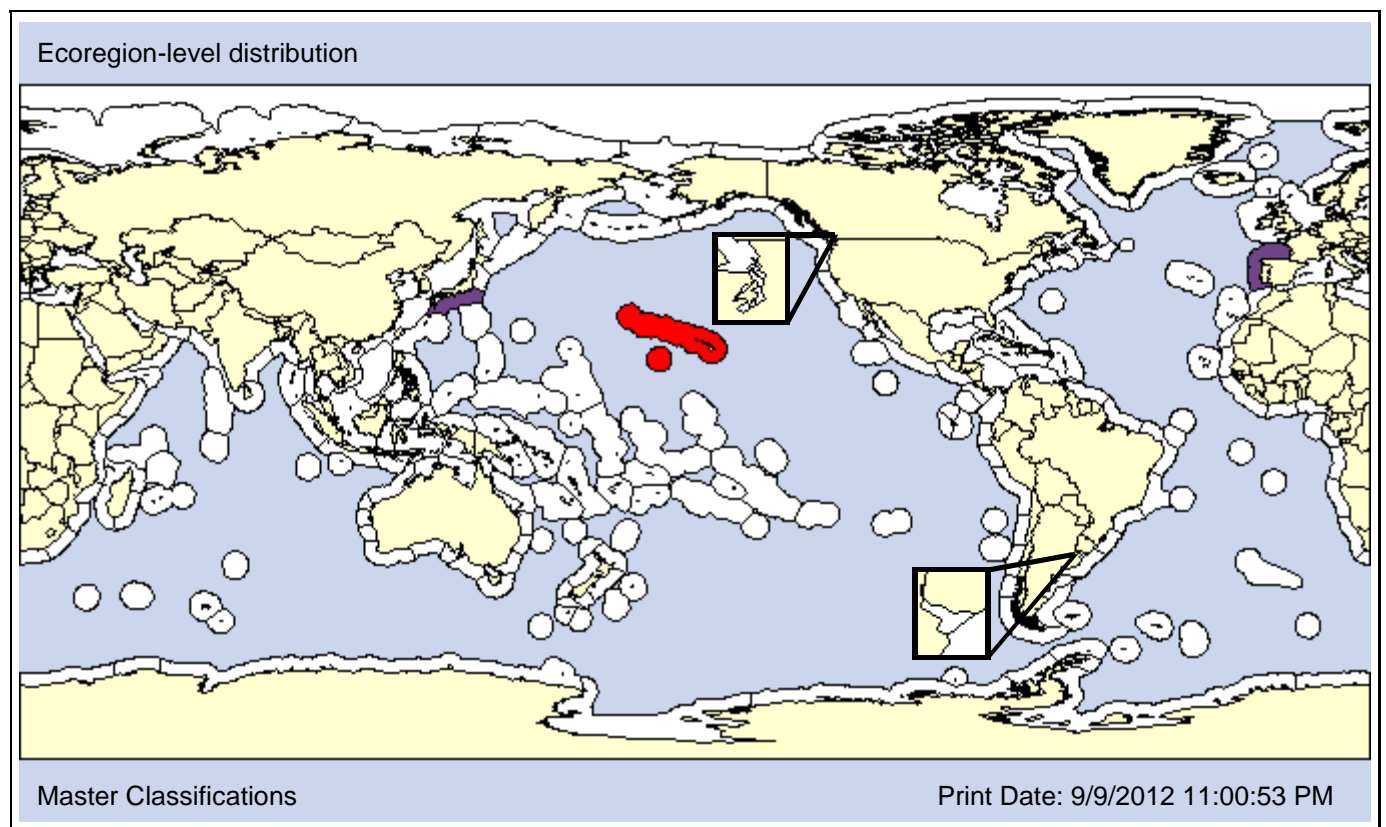 Ecoregion-level distribution
Master Classifications
Print Date: 9/9/2012 11:00:53 PM